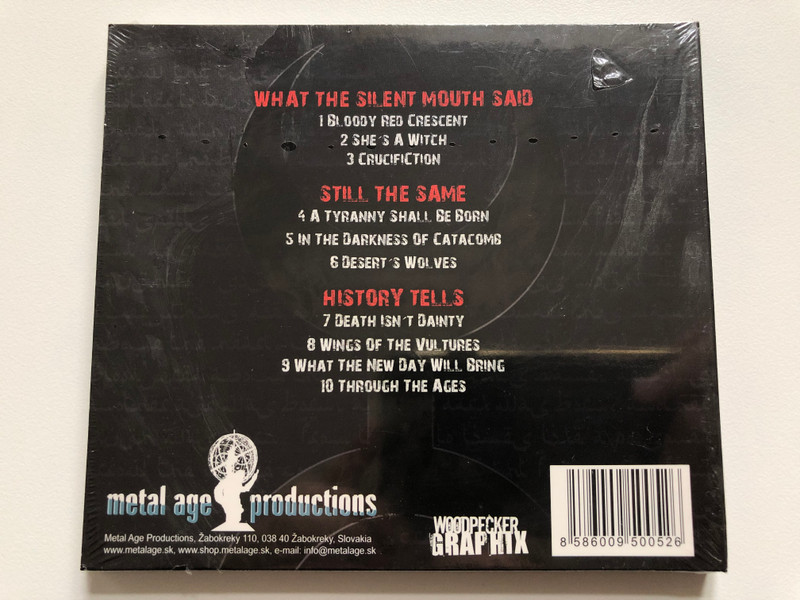 WHAT THE SILENT MOUTH SAID
1 BLOODY RED CRESCENT
2 SHE´S A WITCH
3 CRUCIFICTION
STILL THE SAME
4 A TYRANNY SHALL BE BORN
5 IN THE DARKNESS OF CATACOMB
6 DESERT´S WOLVES
HISTORY TELLS
7 DEATH ISN´T DAINTY
8 WINGS OF THE VULTURES
9 WHAT THE NEW DAY WILL BRING
10 THROUGH THE AGES
metal age productions
Metal Age Productions, Žabokreky 110, 038 40 Žabokreky, Slovakia
www.metalage.sk, www.shop.metalage.sk, e-mail: info@metalage.sk
WOODPECKER
GRAPHIX
8 586009 500526